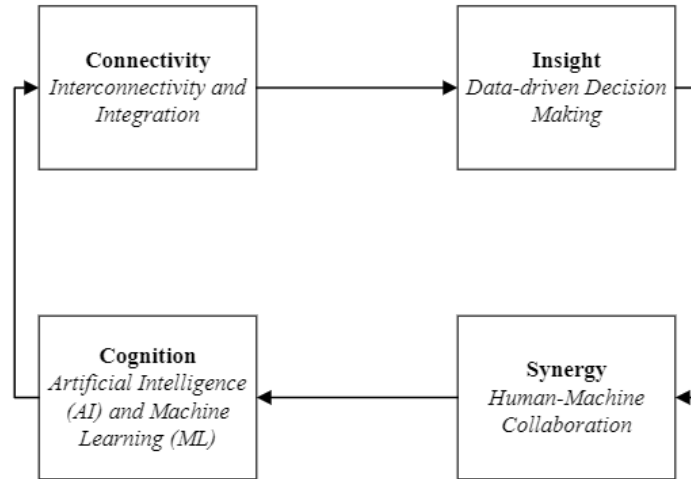 Connectivity
Interconnectivity and
Integration
Insight
Data-driven Decision
Making
Cognition
Artificial Intelligence
(AI) and Machine
Learning (ML)
Synergy
Human-Machine
Collaboration